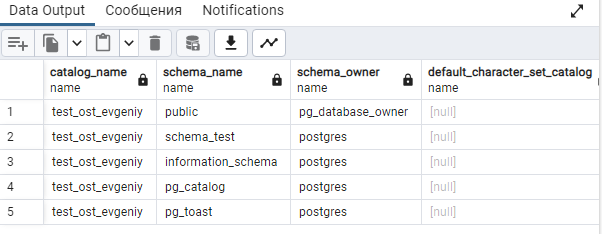 Data Output Сообщения Notifications
catalog_name schema_name schema_owner default_character_set_catalog
name name name name
1 test_ost_evgeniy public pg_database_owner [null]
2 test_ost_evgeniy schema_test postgres [null]
3 test_ost_evgeniy information_schema postgres [null]
4 test_ost_evgeniy pg_catalog postgres [null]
5 test_ost_evgeniy pg_toast postgres [null]